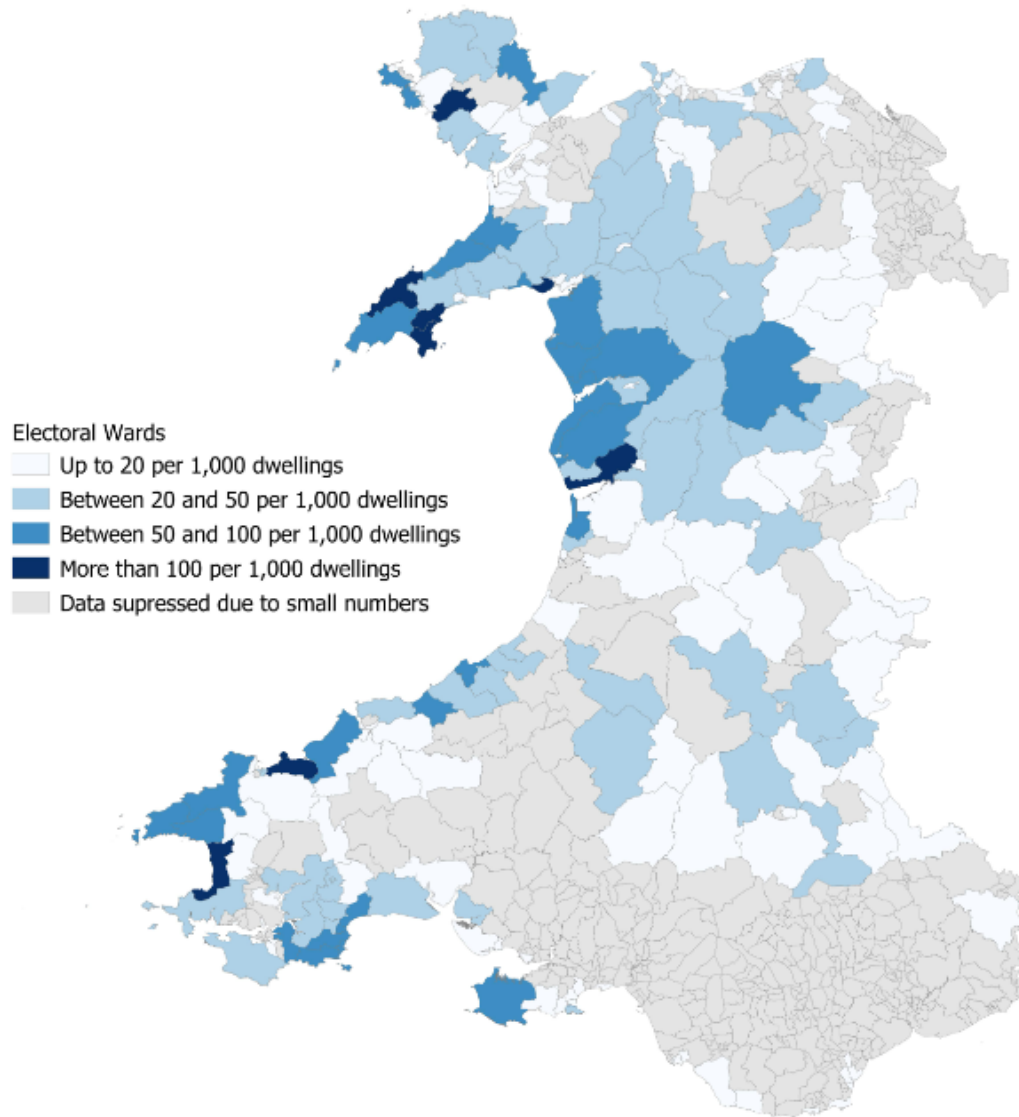 Electoral Wards
Up to 20 per 1,000 dwellings
Between 20 and 50 per 1,000 dwellings
Between 50 and 100 per 1,000 dwellings
More than 100 per 1,000 dwellings
Data supressed due to small numbers